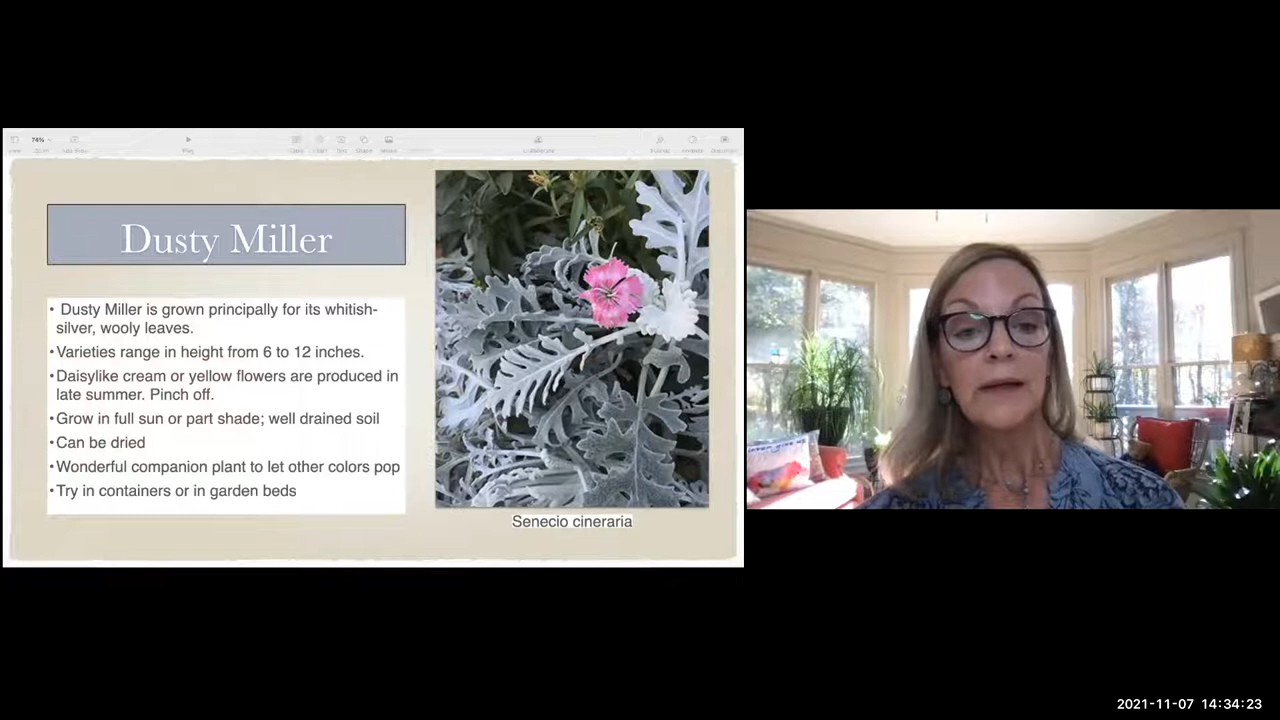 74%
Play
Dusty Miller
• Dusty Miller is grown principally for its whitish-
silver, wooly leaves.
•Varieties range in height from 6 to 12 inches.
•Daisylike cream or yellow flowers are produced in
late summer. Pinch off.
•Grow in full sun or part shade; well drained soil
•Can be dried
•Wonderful companion plant to let other colors pop
•Try in containers or in garden beds
Senecio cineraria
2021-11-07 14:34:23